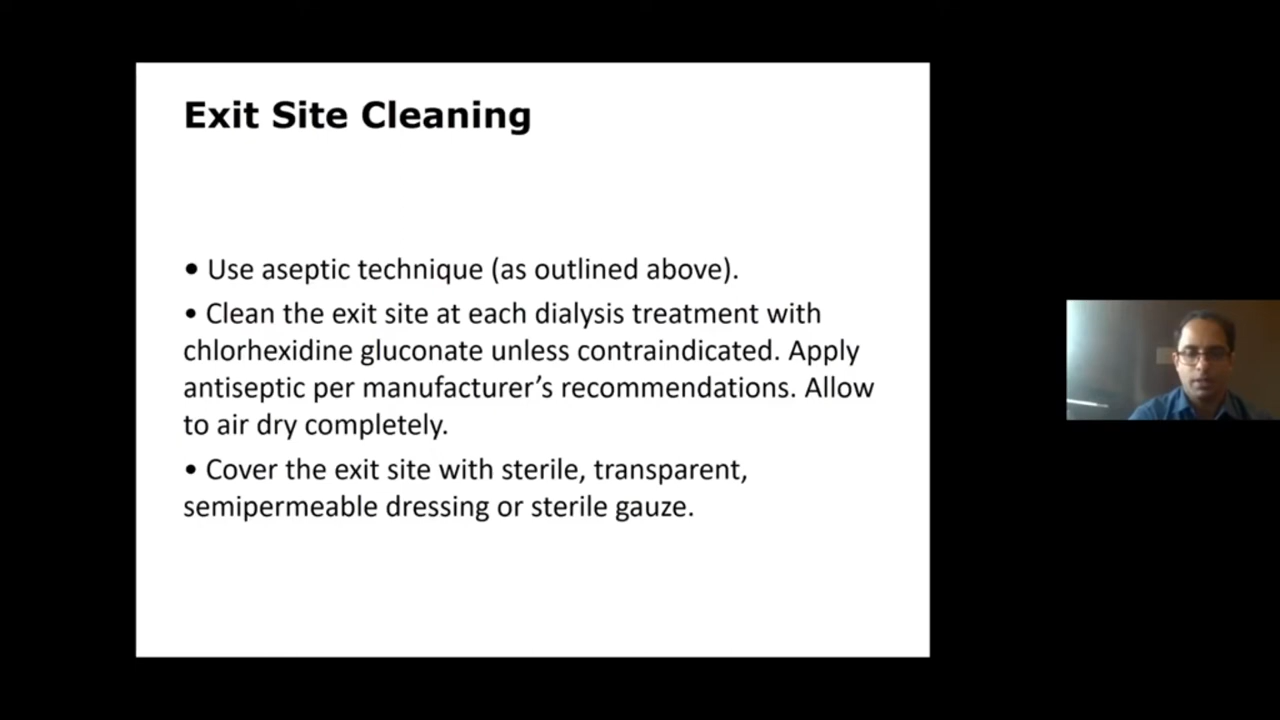 Exit Site Cleaning
• Use aseptic technique (as outlined above).
• Clean the exit site at each dialysis treatment with
chlorhexidine gluconate unless contraindicated. Apply
antiseptic per manufacturer’s recommendations. Allow
to air dry completely.
• Cover the exit site with sterile, transparent,
semipermeable dressing or sterile gauze.